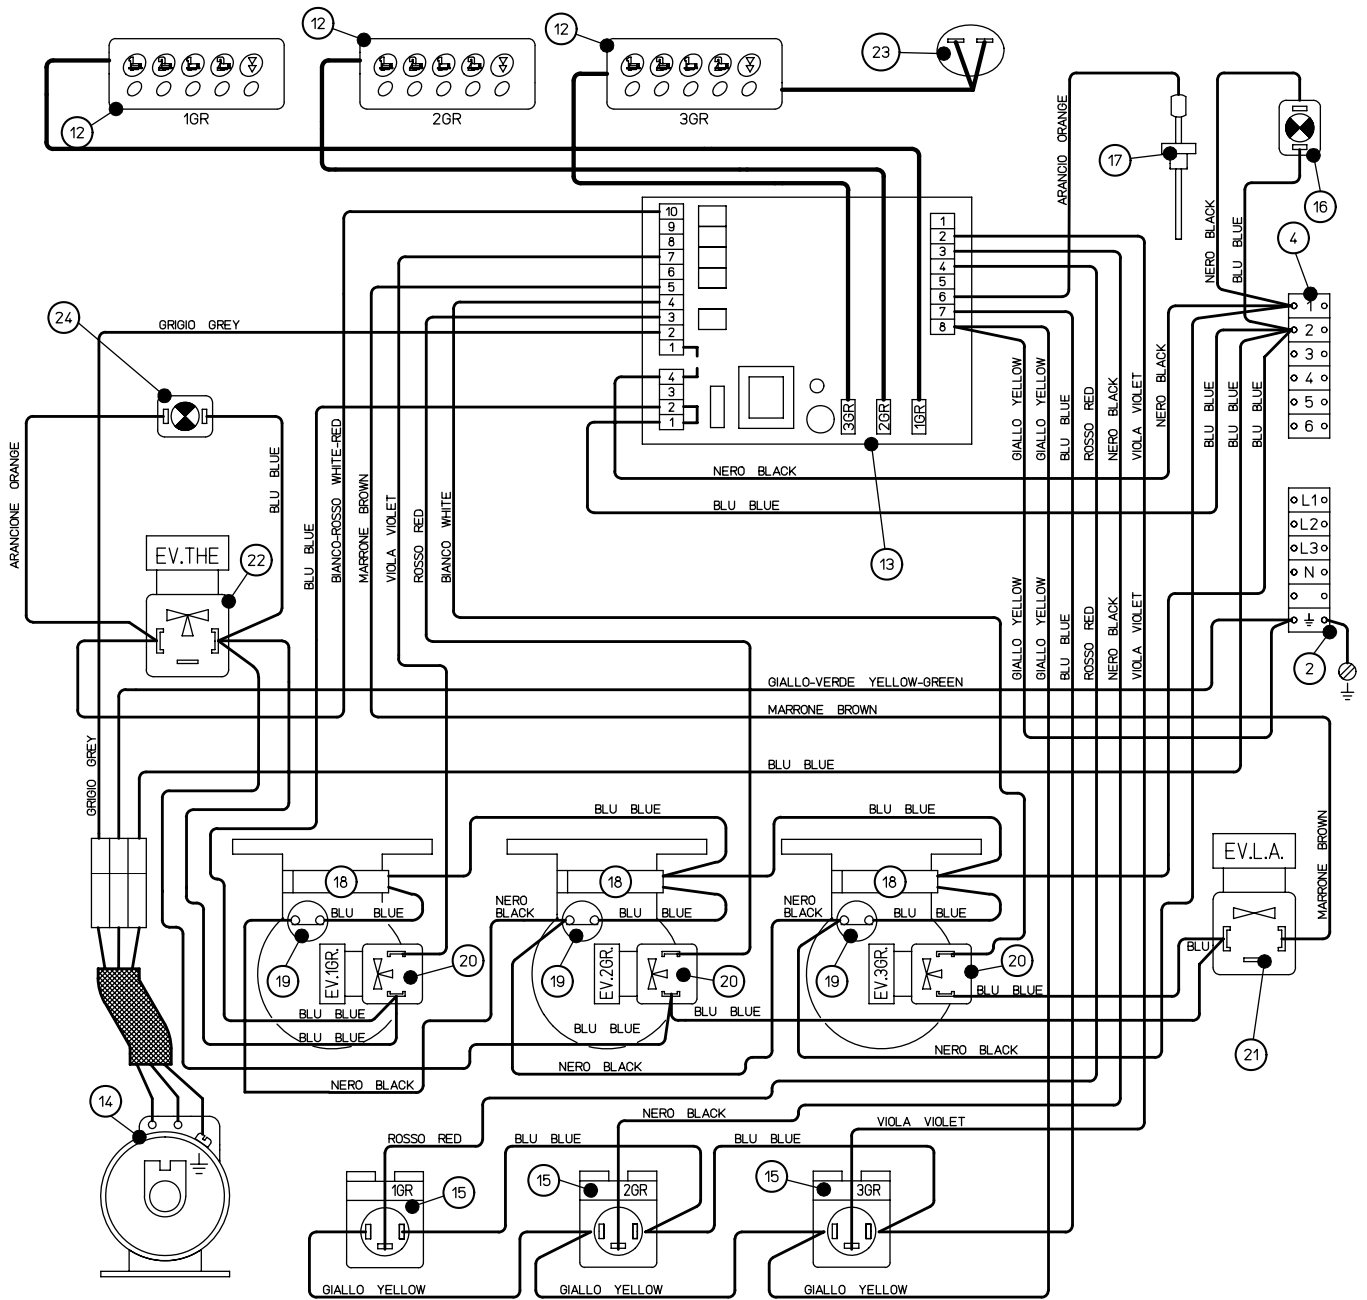 12
12
12
23
1GR
2GR
3GR
17
16
4
ARANCIO ORANGE
NERO BLACK
BLU BLUE
10
9
8
7
6
5
4
3
2
1
4
3
2
1
1
2
3
4
5
6
7
8
3GR
2GR
1GR
13
1
2
3
4
5
6
L1
L2
L3
N
2
24
GRIGIO GREY
ARANCIONE ORANGE
BLU BLUE
EV.THE
22
BLU BLUE
BIANCO-ROSSO WHITE-RED
MARRONE BROWN
VIOLA VIOLET
ROSSO RED
BIANCO WHITE
NERO BLACK
BLU BLUE
GIALLO YELLOW
GIALLO YELLOW
BLU BLUE
ROSSO RED
NERO BLACK
VIOLA VIOLET
NERO BLACK
BLU BLUE
BLU BLUE
BLU BLUE
GIALLO YELLOW
GIALLO YELLOW
BLU BLUE
ROSSO RED
NERO BLACK
VIOLA VIOLET
GIALLO-VERDE YELLOW-GREEN
MARRONE BROWN
BLU BLUE
GRIGIO GREY
BLU BLUE
BLU BLUE
18
18
18
NERO BLACK
NERO BLACK
BLU BLUE
BLU BLUE
BLU BLUE
19
19
19
EV.1GR.
EV.2GR.
EV.3GR.
20
20
20
EV.L.A.
MARRONE BROWN
BLU
21
BLU BLUE
BLU BLUE
BLU BLUE
BLU BLUE
BLU BLUE
NERO BLACK
NERO BLACK
NERO BLACK
14
NERO BLACK
VIOLA VIOLET
ROSSO RED
BLU BLUE
BLU BLUE
1GR
15
15
2GR
15
3GR
GIALLO YELLOW
GIALLO YELLOW
GIALLO YELLOW